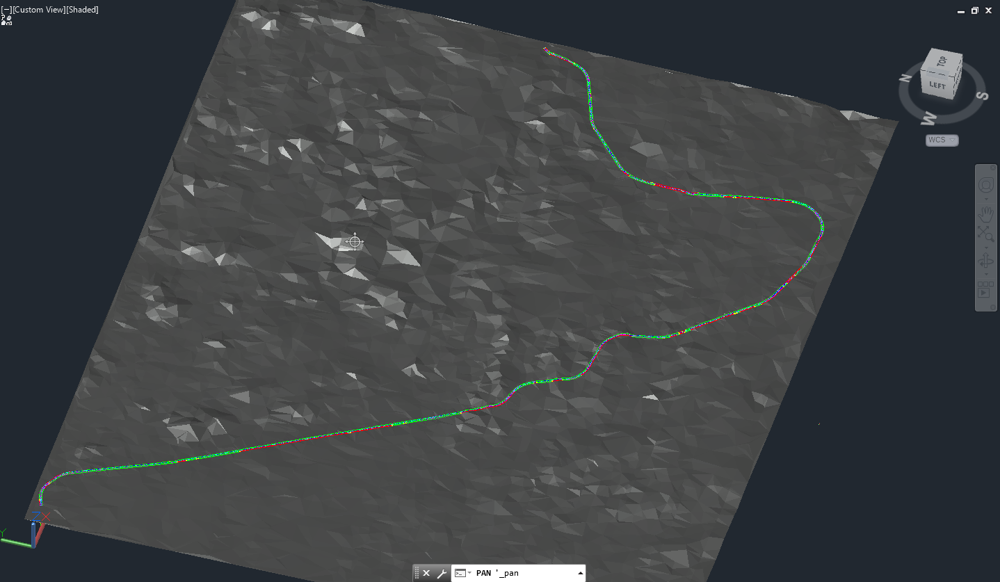 [−][Custom View][Shaded]
TOP
LEFT
N
S
W
WCS
Z X
Y
PAN '_pan